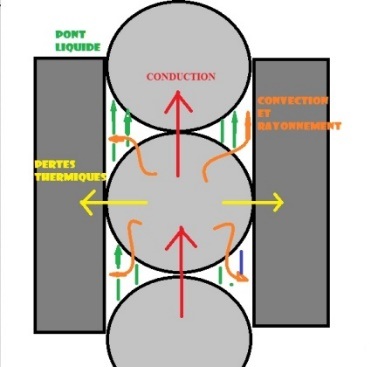 PONT
LIQUIDE
CONDUCTION
CONVECTION
ET
RAYONNEMENT
PERTES
THERMIQUES